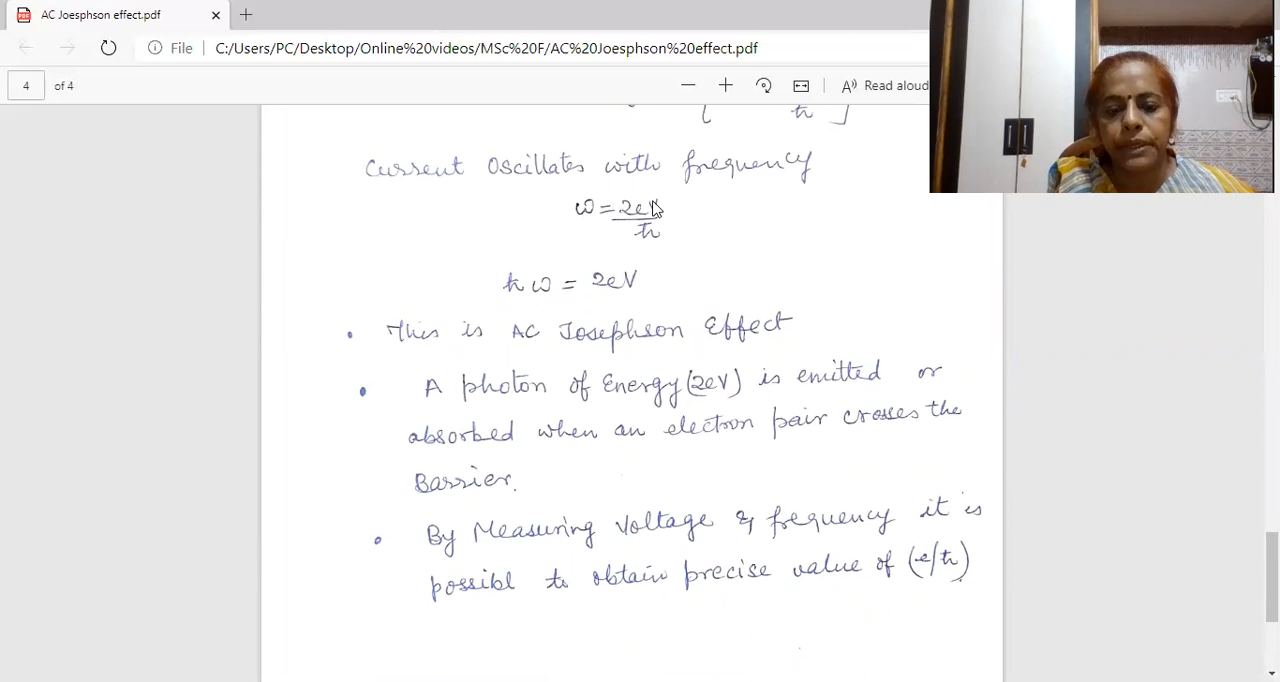 AC Joesphson effect.pdf
File
C:/Users/PC/Desktop/Online%20videos/MSc%20F/AC%20Joesphson%20effect.pdf
4 of 4
Read aloud
ħ
Current Oscillates with frequency
ω = 2eV
ħ
ħω = 2eV
• This is AC Josephson Effect
• A photon of Energy (2eV) is emitted or
absorbed when an electron pair crosses the
Barrier.
• By Measuring Voltage & frequency it is
possibl to obtain precise value of (e/ħ)